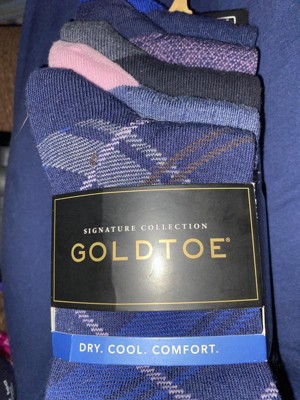 SIGNATURE COLLECTION
GOLDTOE®
DRY. COOL. COMFORT.